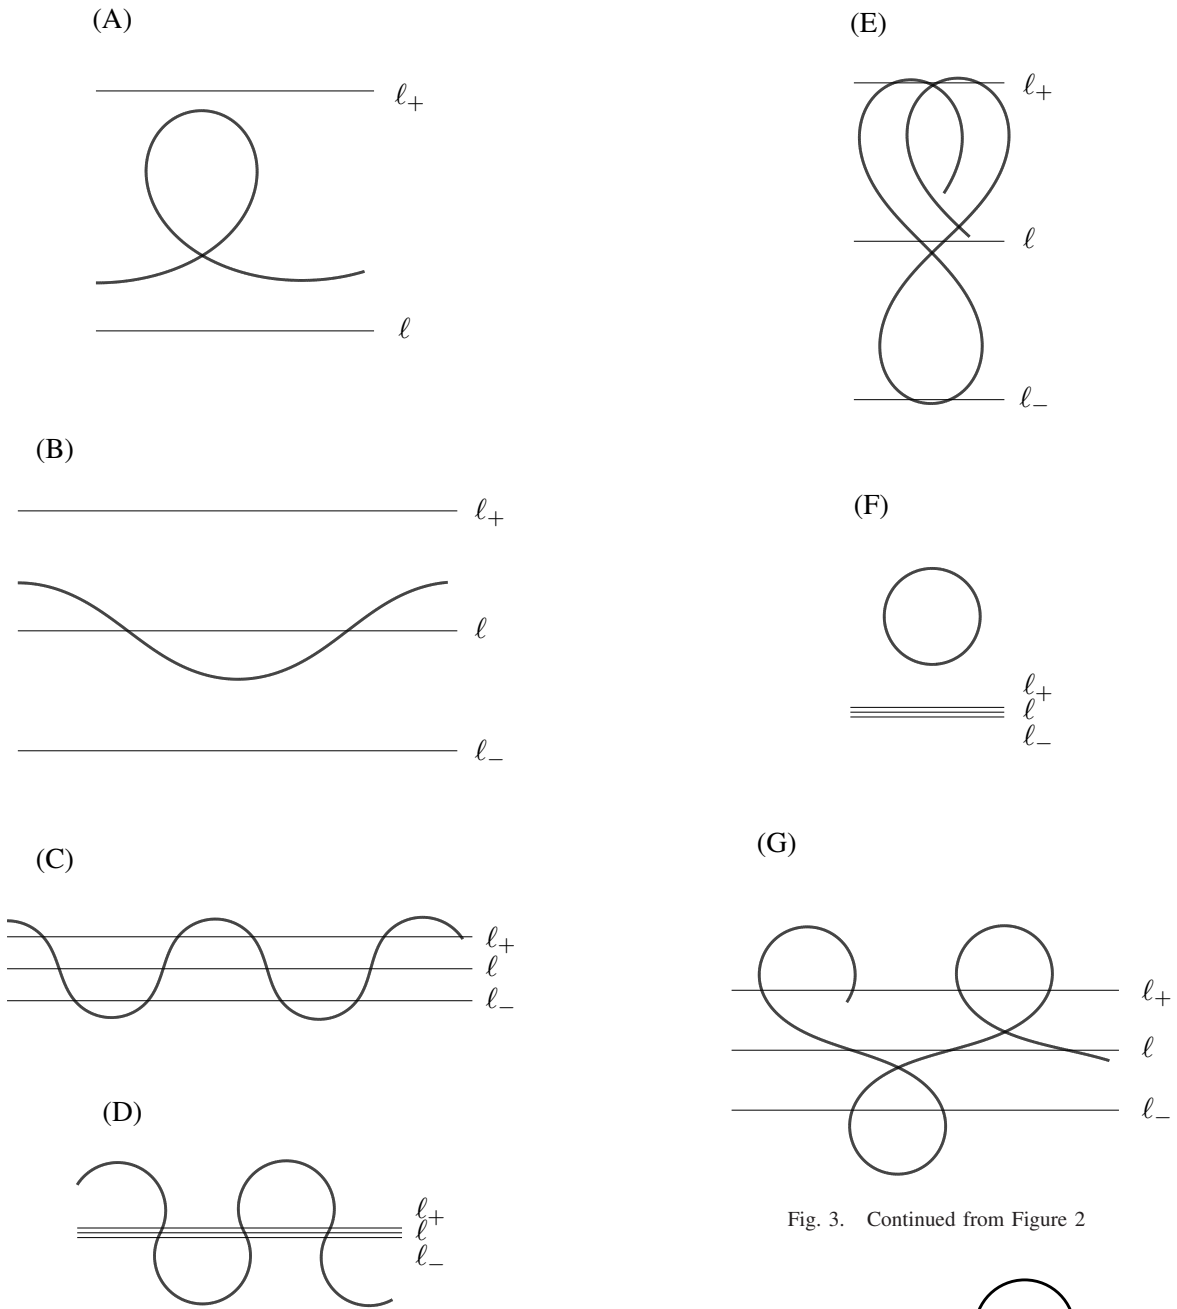 (A)
ℓ₊
ℓ
(B)
ℓ₊
ℓ
ℓ₋
(C)
ℓ₊
ℓ
ℓ₋
(D)
ℓ₊
ℓ
ℓ₋
(E)
ℓ₊
ℓ
ℓ₋
(F)
ℓ₊
ℓ
ℓ₋
(G)
ℓ₊
ℓ
ℓ₋
Fig. 3. Continued from Figure 2